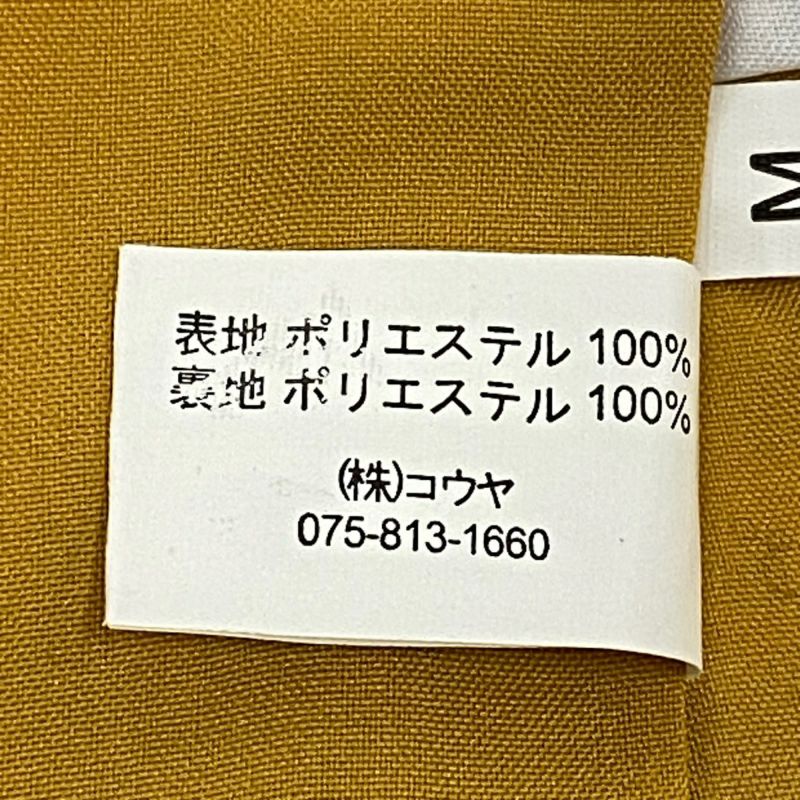 M
表地 ポリエステル 100%
裏地 ポリエステル 100%
(株)コウヤ
075-813-1660